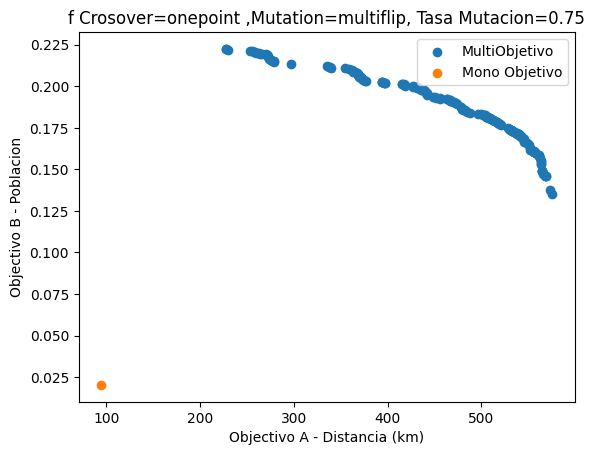 f Crosover=onepoint ,Mutation=multiflip, Tasa Mutacion=0.75
MultiObjetivo
Mono Objetivo
Objectivo B - Poblacion
0.225
0.200
0.175
0.150
0.125
0.100
0.075
0.050
0.025
100
200
300
400
500
Objetivo A - Distancia (km)